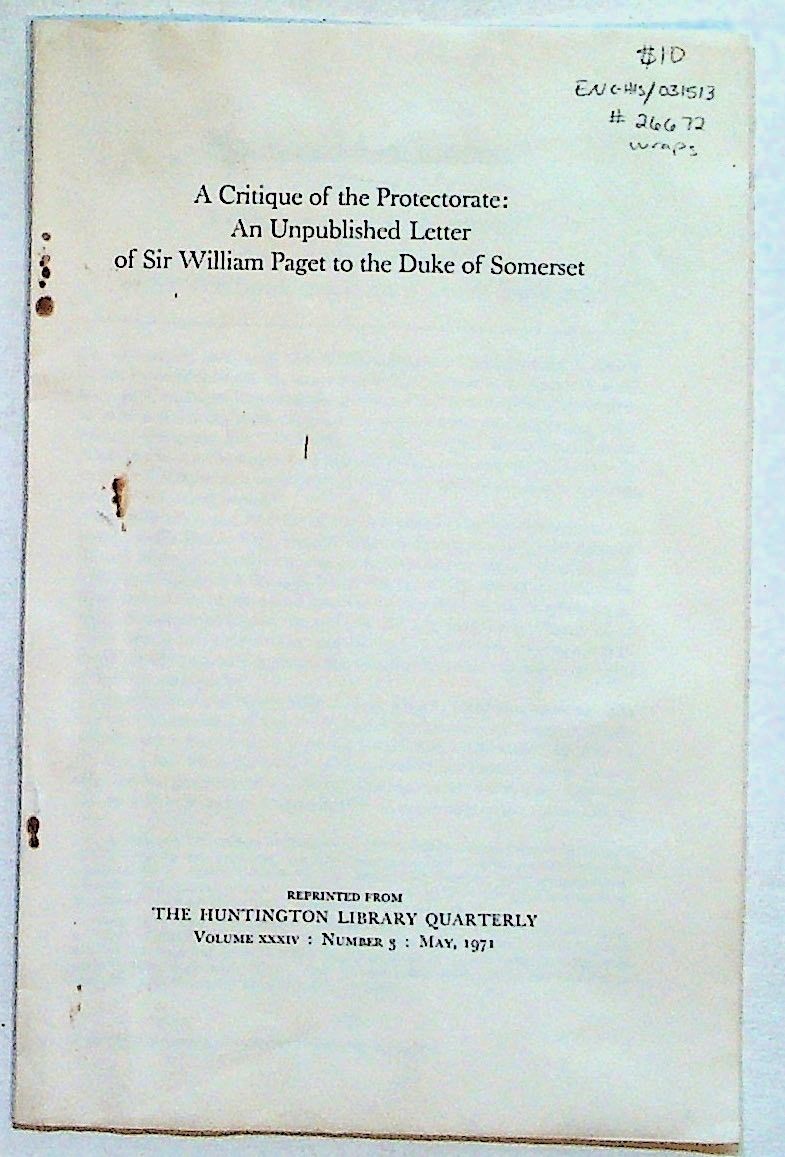 $10
ENG-HIS/031513
# 26672
wraps
A Critique of the Protectorate:
An Unpublished Letter
of Sir William Paget to the Duke of Somerset
REPRINTED FROM
THE HUNTINGTON LIBRARY QUARTERLY
VOLUME XXXIV : NUMBER 3 : MAY, 1971